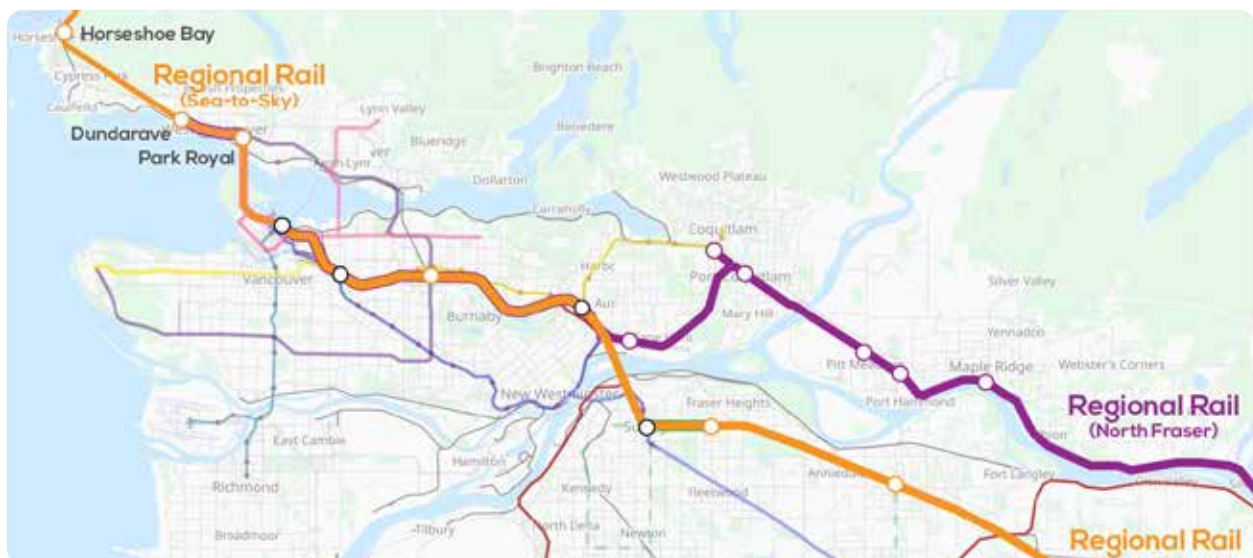 Horseshoe Bay
Regional Rail
(Sea-to-Sky)
Dundarave
Park Royal
Brighton Beach
Cypress Park
Caulfeild
Lynn Valley
Belvedere
Blueridge
Dollarton
Westwood Plateau
Carraholly
Coquitlam
Vancouver
Silver Valley
Burnaby
Mary Hill
Yennadon
Webster's Corners
Maple Ridge
Port Hammond
Regional Rail
(North Fraser)
New Westminster
Fraser Heights
East Cambie
Hamilton
Fort Langley
Richmond
Kennedy
Fleetwood
Annieda
Tilbury
North Delta
Newton
Broadmoor
Regional Rail